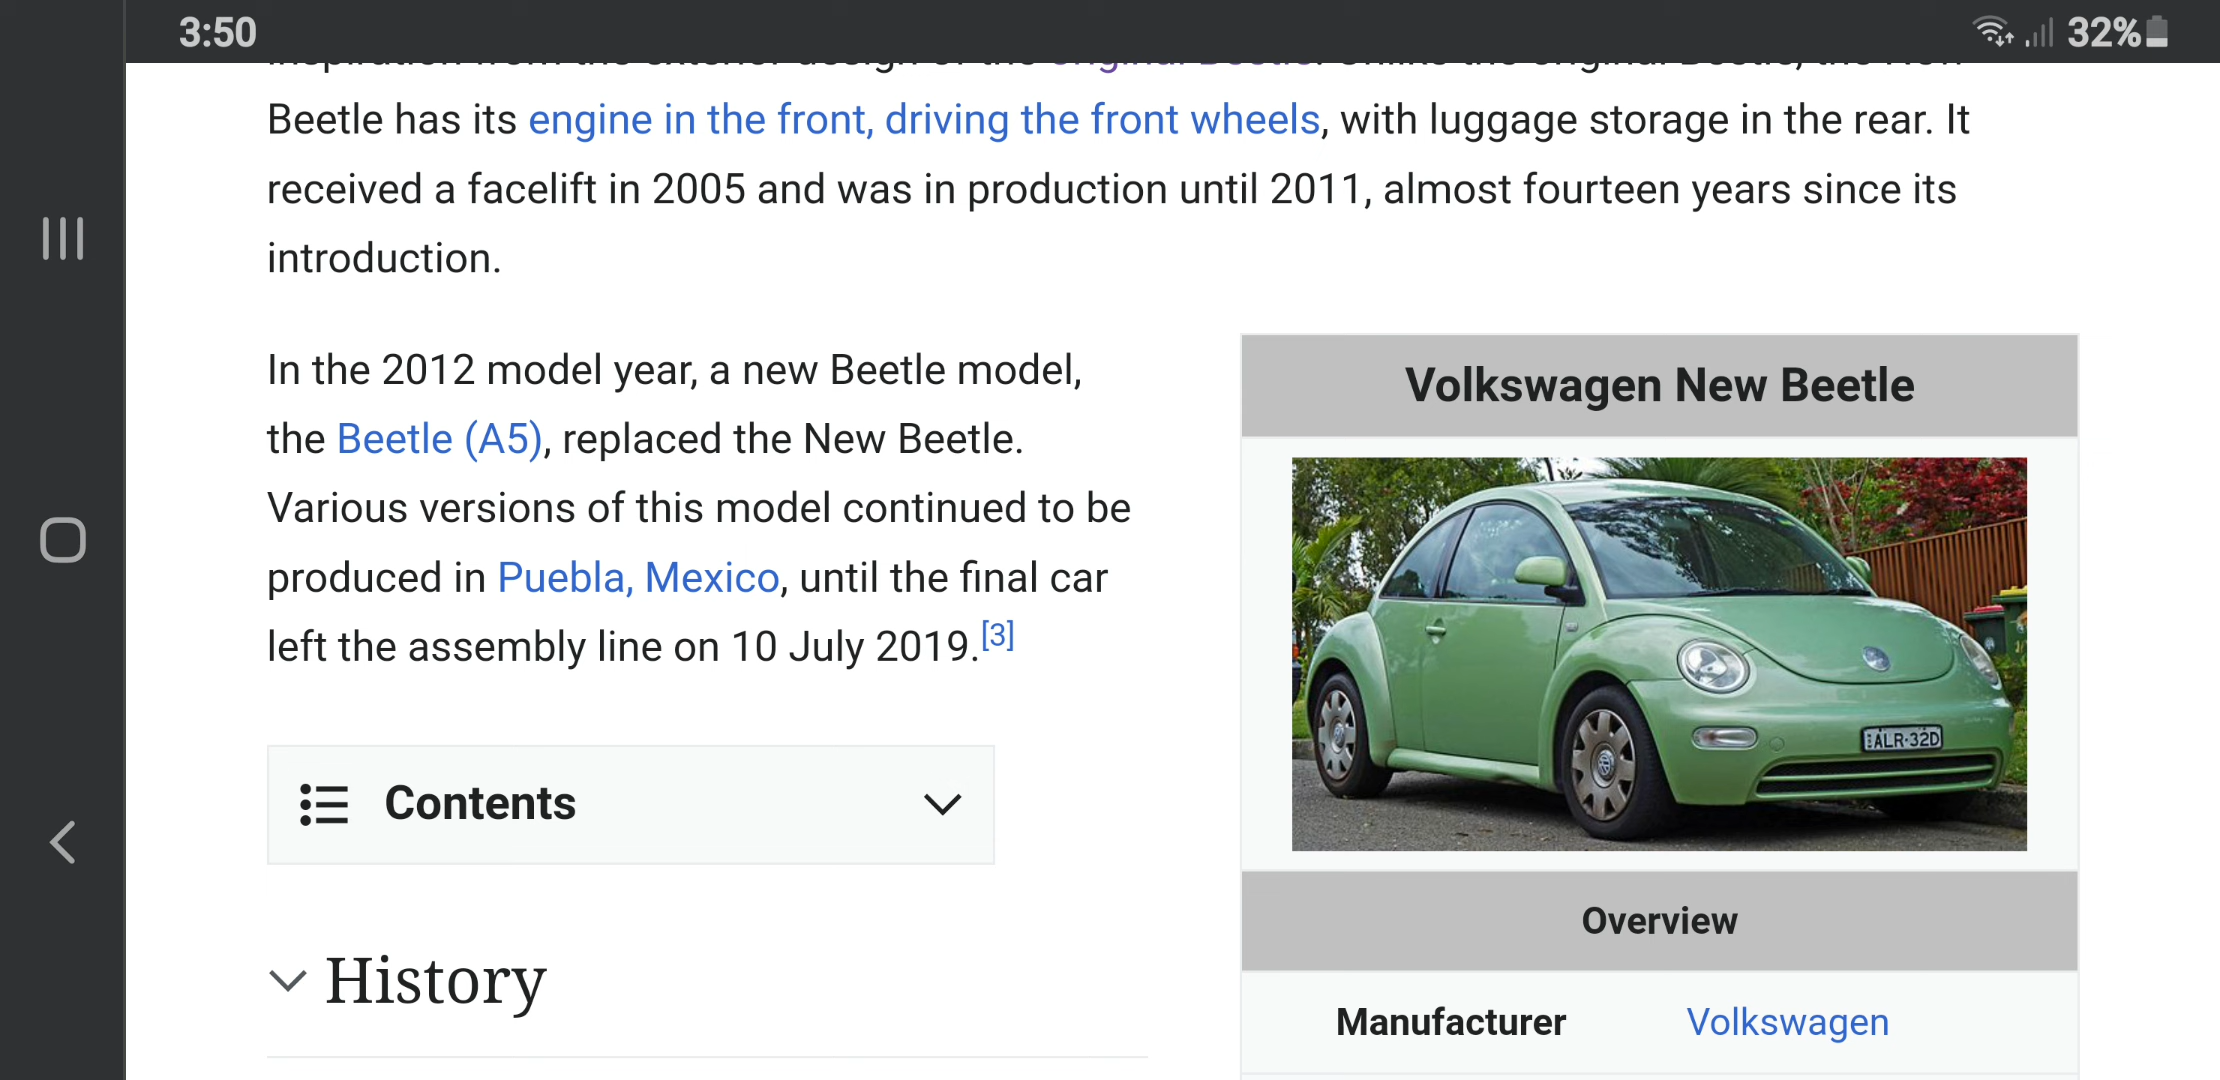 3:50
32%
Beetle has its engine in the front, driving the front wheels, with luggage storage in the rear. It
received a facelift in 2005 and was in production until 2011, almost fourteen years since its
introduction.
In the 2012 model year, a new Beetle model,
the Beetle (A5), replaced the New Beetle.
Various versions of this model continued to be
produced in Puebla, Mexico, until the final car
left the assembly line on 10 July 2019.[3]
Contents
History
Volkswagen New Beetle
ALR·32D
Overview
Manufacturer Volkswagen